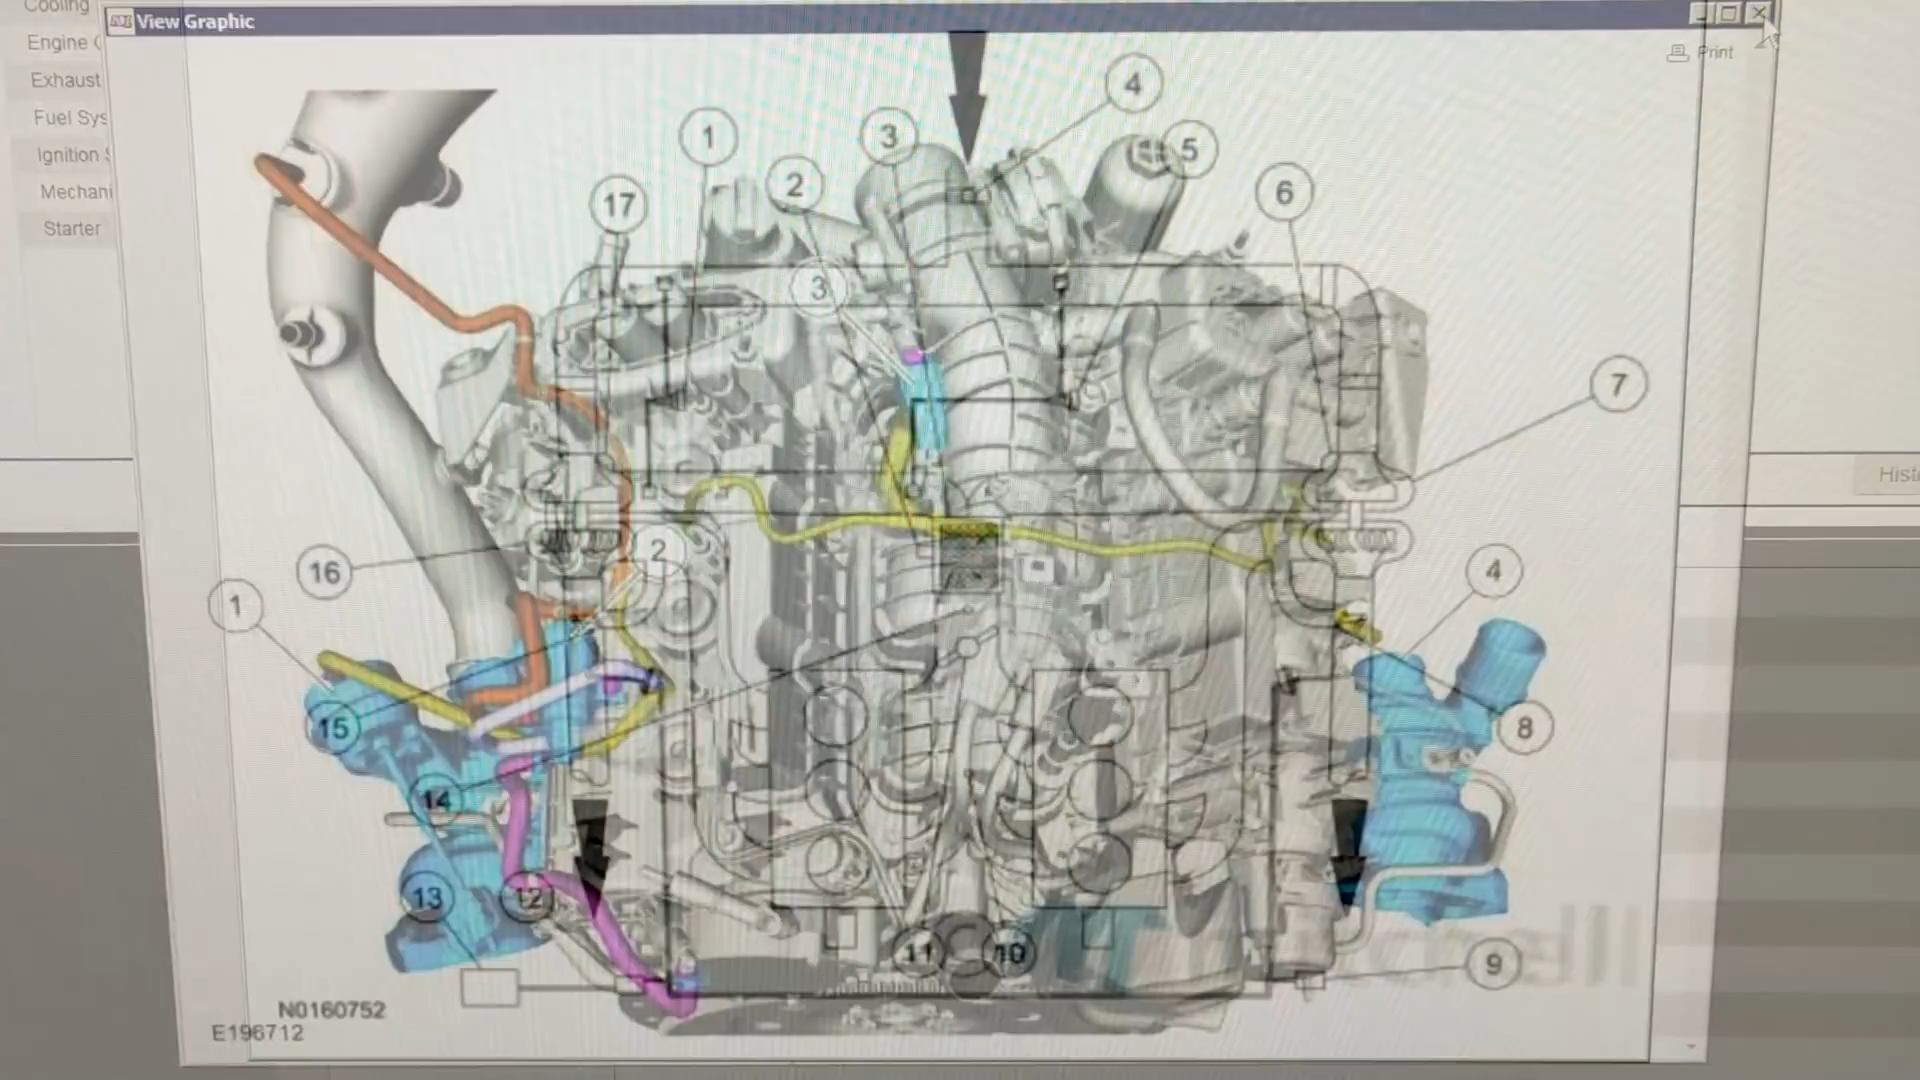 Cooling
View Graphic
Engine
Print
Exhaust
Fuel Sys
Ignition
Mechani
Starter
4
1
3
5
2
6
17
3
7
Hist
2
16
4
1
15
8
14
13
12
11
10
9
N0160752
E196712